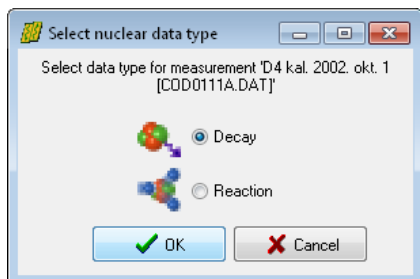 Select nuclear data type
Select data type for measurement 'D4 kal. 2002. okt. 1
[COD0111A.DAT]'
Decay
Reaction
OK
Cancel